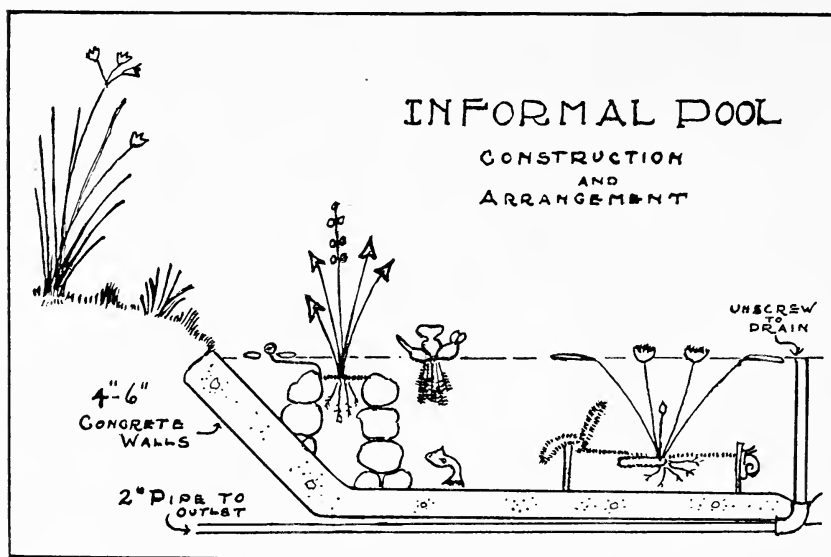 INFORMAL POOL
CONSTRUCTION
AND
ARRANGEMENT
UNSCREW
TO
DRAIN
4"-6"
CONCRETE
WALLS
2" PIPE TO
OUTLET